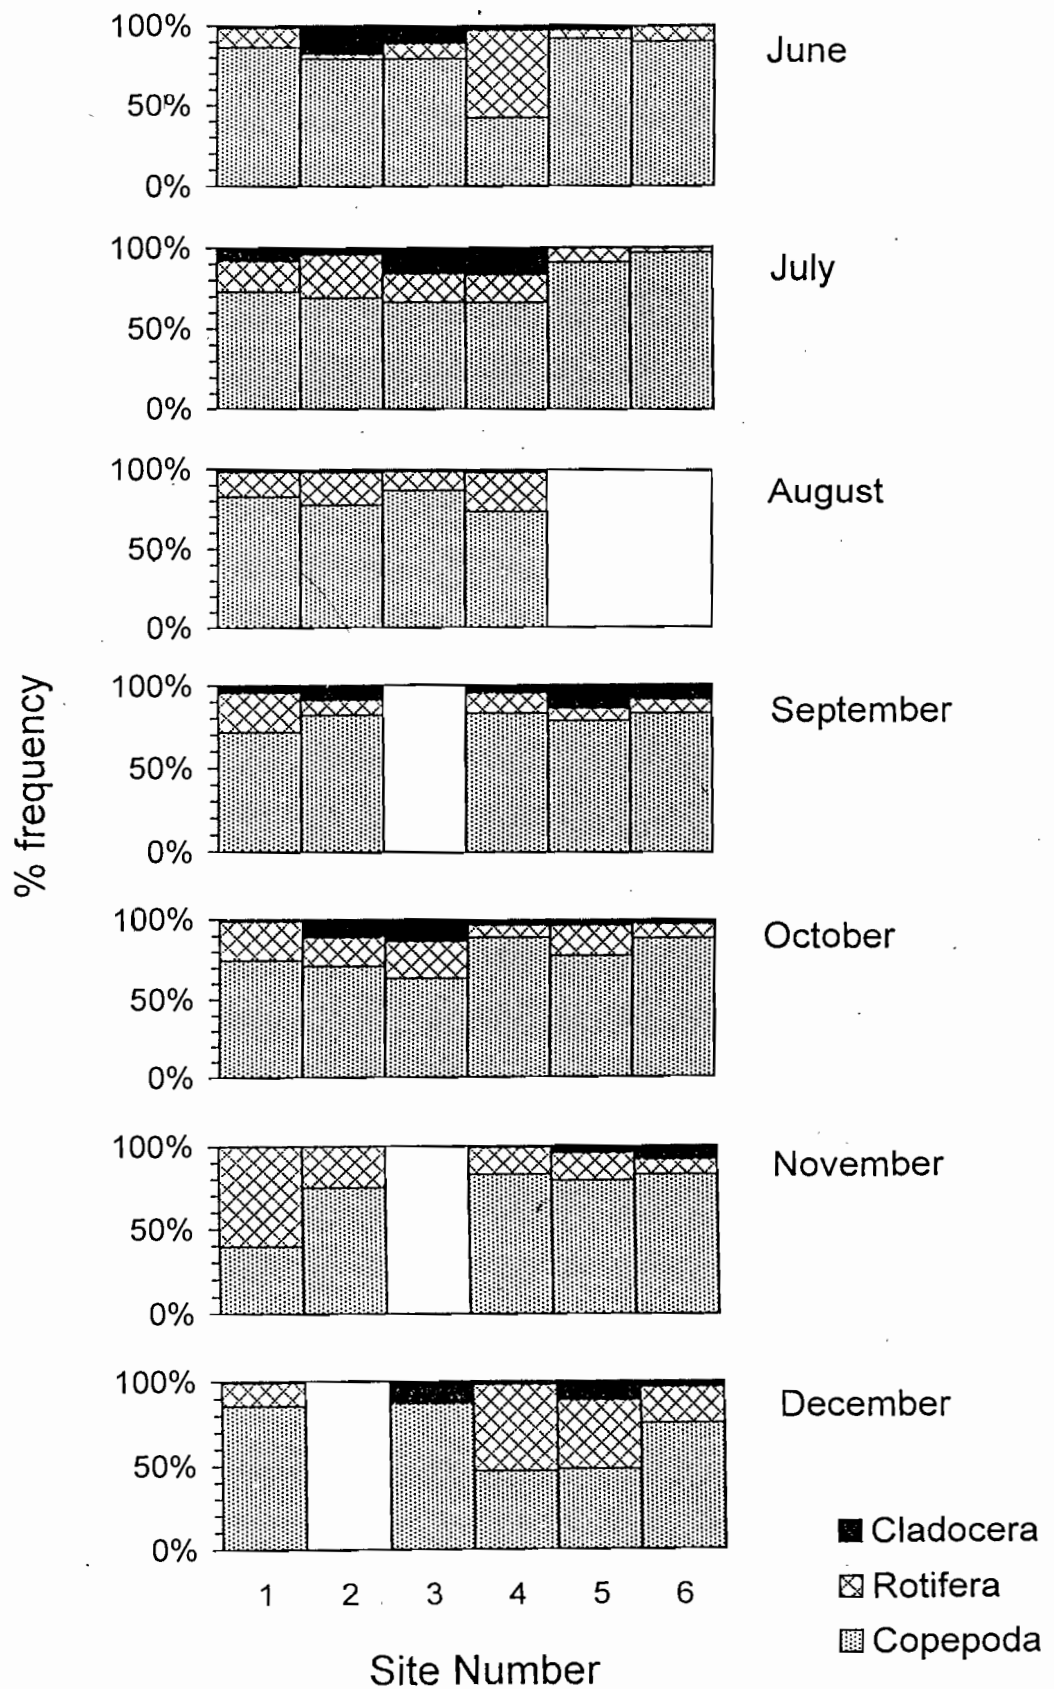 100%
50%
0%
June
100%
50%
0%
July
100%
50%
0%
August
100%
50%
0%
September
100%
50%
0%
October
100%
50%
0%
November
100%
50%
0%
December
% frequency
1 2 3 4 5 6
Site Number
Cladocera
Rotifera
Copepoda